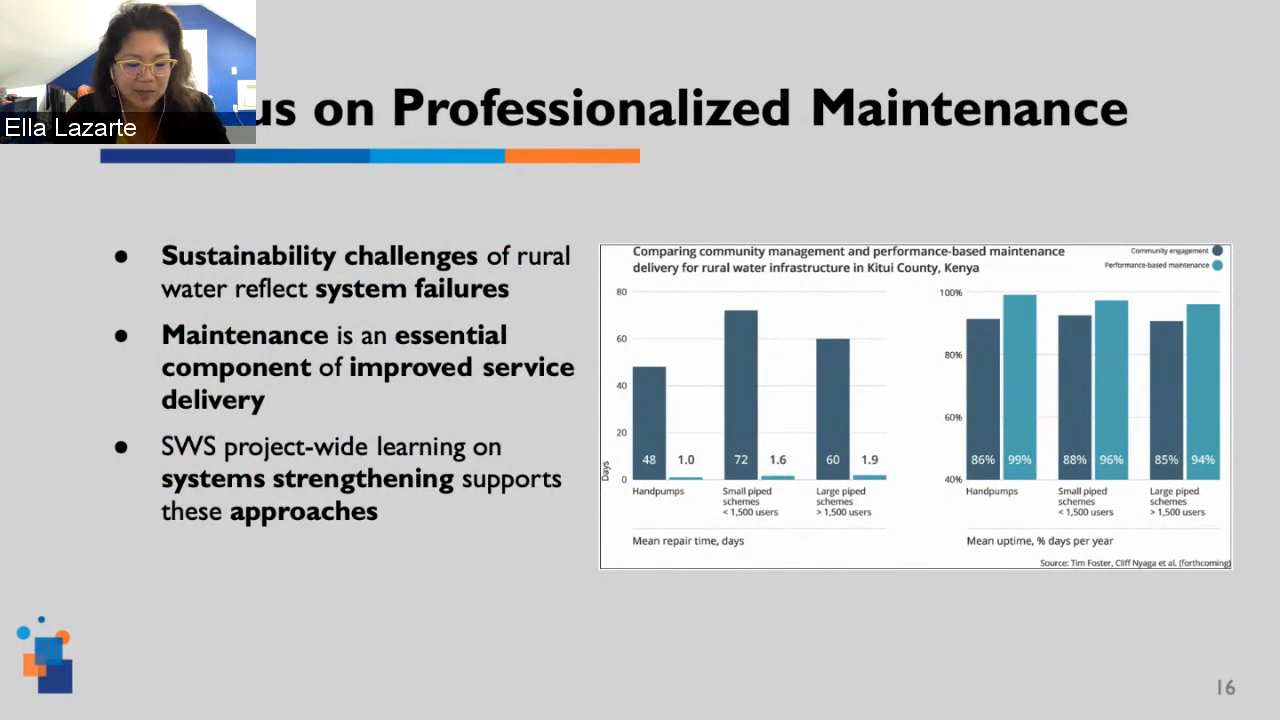 Ella Lazarte
us on Professionalized Maintenance
● Sustainability challenges of rural
water reflect system failures
● Maintenance is an essential
component of improved service
delivery
● SWS project-wide learning on
systems strengthening supports
these approaches
Comparing community management and performance-based maintenance
delivery for rural water infrastructure in Kitui County, Kenya
Community engagement
Performance-based maintenance
80
60
40
20
0
Days
48 1.0 72 1.6 60 1.9
Handpumps
Small piped
schemes
< 1,500 users
Large piped
schemes
> 1,500 users
Mean repair time, days
100%
80%
60%
40%
86% 99% 88% 96% 85% 94%
Handpumps
Small piped
schemes
< 1,500 users
Large piped
schemes
> 1,500 users
Mean uptime, % days per year
Source: Tim Foster, Cliff Nyaga et al. (forthcoming)
16